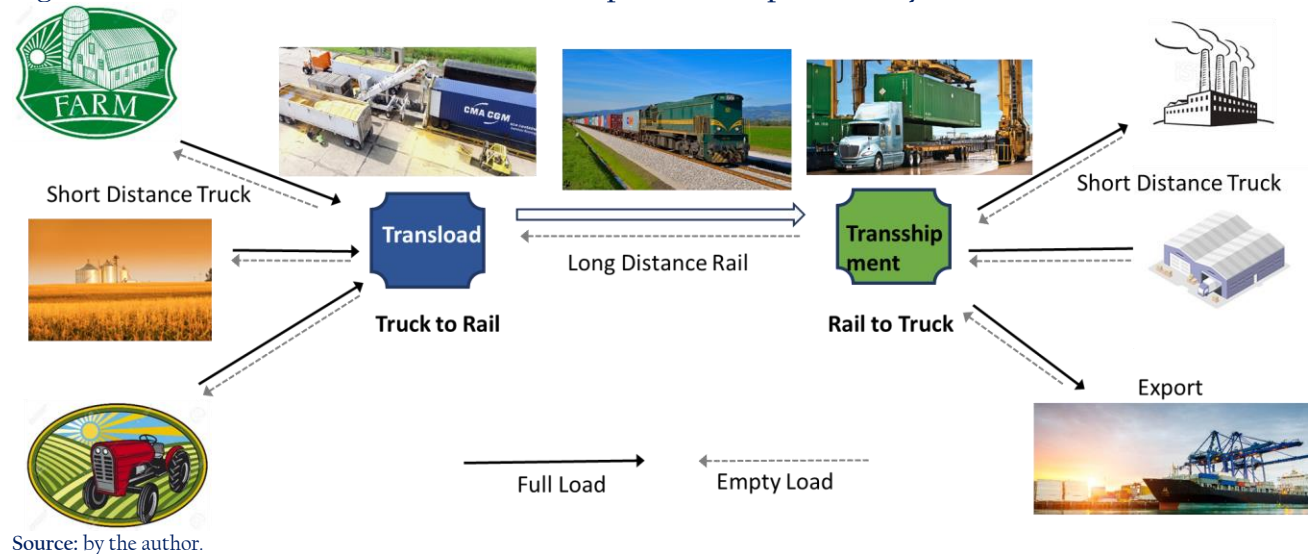 FARM
CMA CGM
Short Distance Truck
Short Distance Truck
Transload
Transship
ment
Long Distance Rail
Truck to Rail
Rail to Truck
Export
Full Load
Empty Load
Source: by the author.